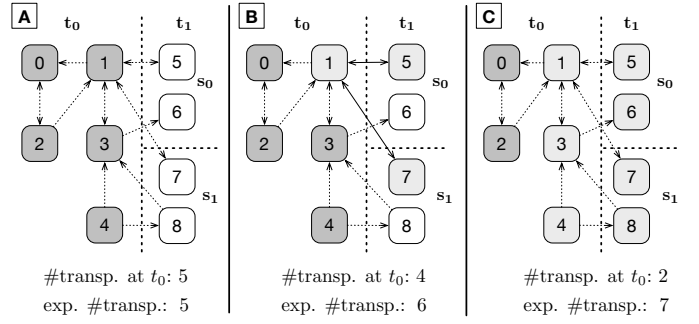 A t₀ t₁
0 1 5
s₀
6
2 3
7
s₁
4 8
#transp. at t₀: 5
exp. #transp.: 5
B t₀ t₁
0 1 5
s₀
6
2 3
7
s₁
4 8
#transp. at t₀: 4
exp. #transp.: 6
C t₀ t₁
0 1 5
s₀
6
2 3
7
s₁
4 8
#transp. at t₀: 2
exp. #transp.: 7